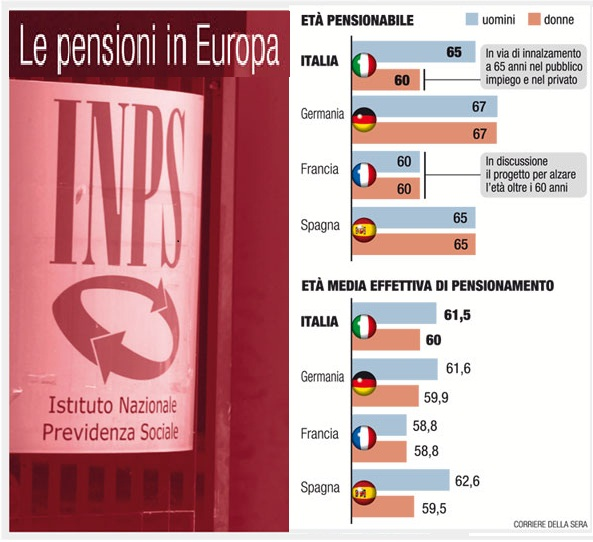 Le pensioni in Europa
INPS
Istituto Nazionale
Previdenza Sociale
ETÀ PENSIONABILE
uomini
donne
ITALIA
65
60
In via di innalzamento
a 65 anni nel pubblico
impiego e nel privato
Germania
67
67
Francia
60
60
In discussione
il progetto per alzare
l'età oltre i 60 anni
Spagna
65
65
ETÀ MEDIA EFFETTIVA DI PENSIONAMENTO
ITALIA
61,5
60
Germania
61,6
59,9
Francia
58,8
58,8
Spagna
62,6
59,5
CORRIERE DELLA SERA